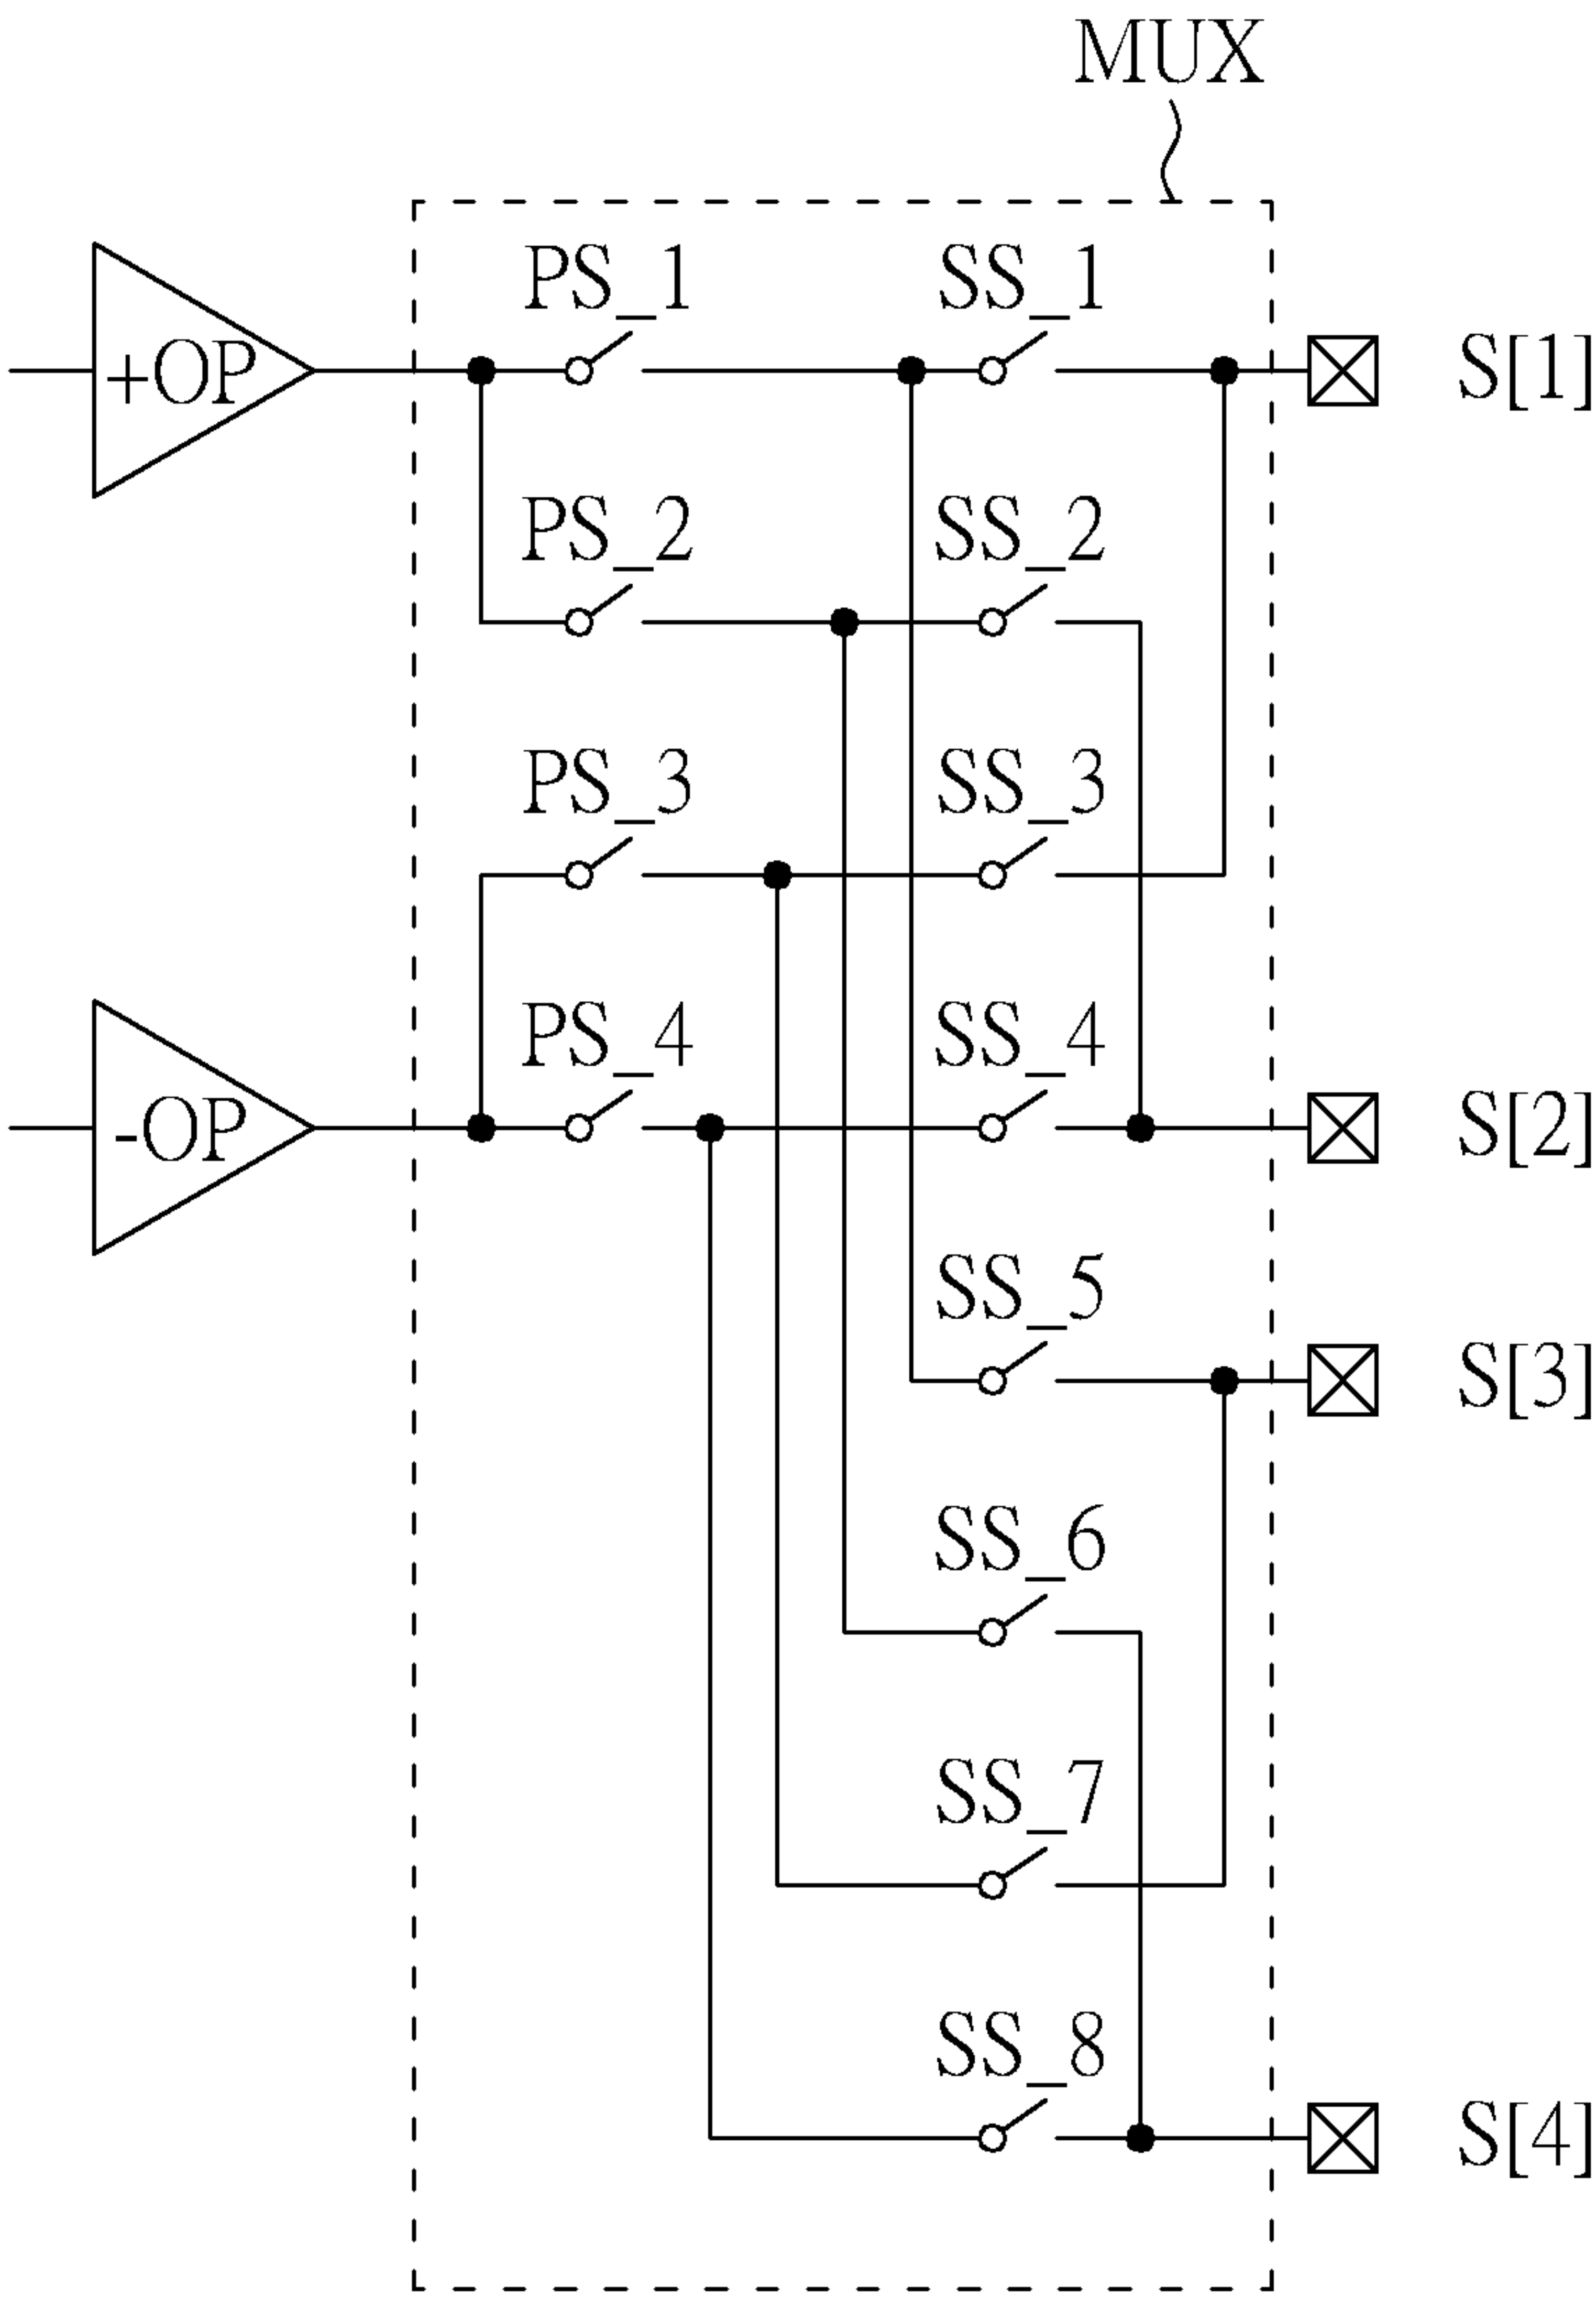 MUX
PS_1 SS_1
+OP S[1]
PS_2 SS_2
PS_3 SS_3
PS_4 SS_4
-OP S[2]
SS_5
S[3]
SS_6
SS_7
SS_8
S[4]